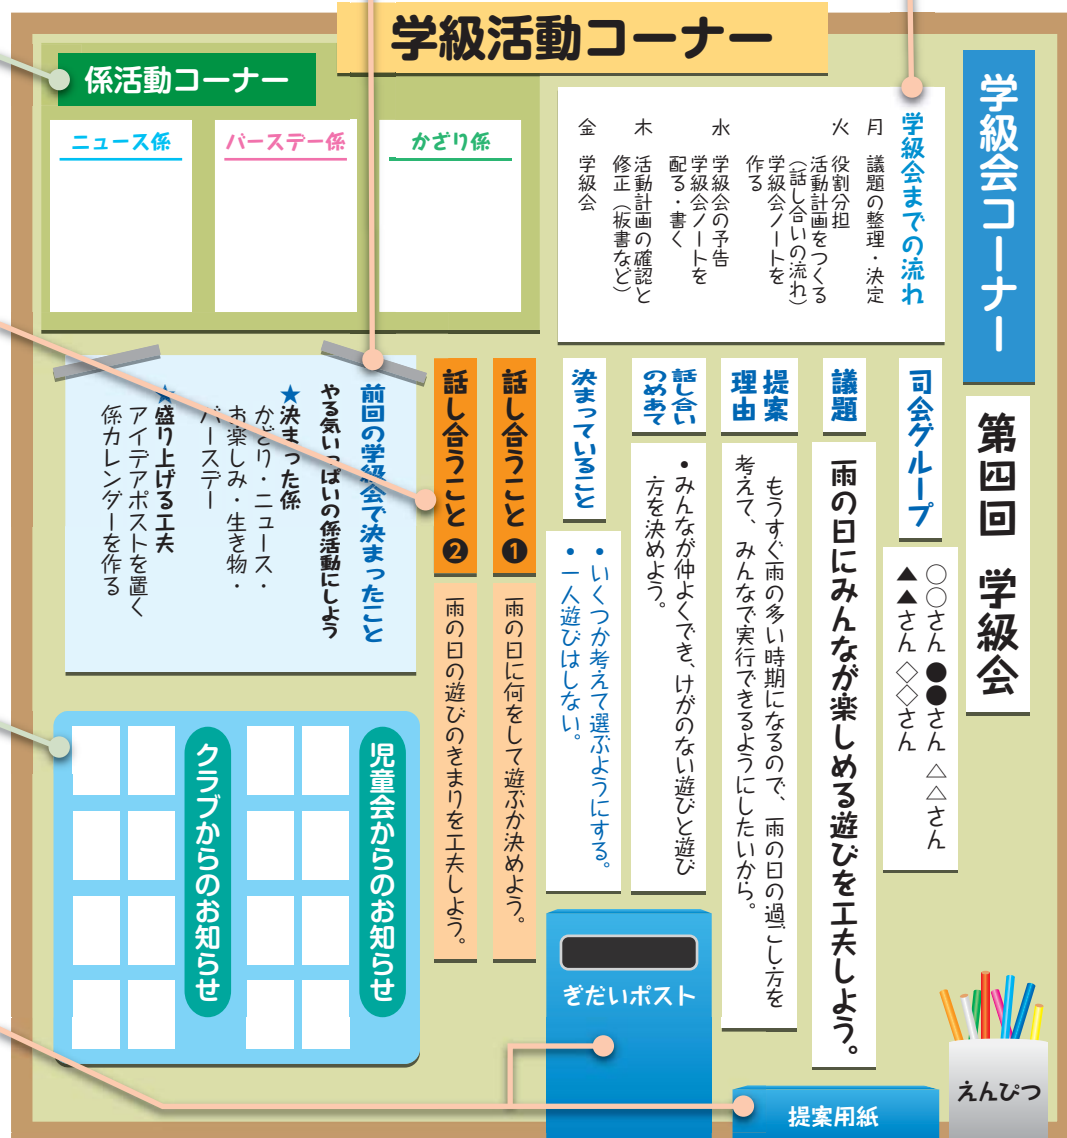 学級活動コーナー
学級会コーナー
第四回 学級会
学級会までの流れ
月 議題の整理・決定
火 役割分担
活動計画をつくる
(話し合いの流れ)
学級会ノートを
作る
水 学級会の予告
学級会ノートを
配る・書く
木 活動計画の確認と
修正(板書など)
金 学級会
司会グループ
○○さん ●●さん △△さん
▲▲さん ◇◇さん
議題
雨の日にみんなが楽しめる遊びを工夫しよう。
提案
理由
もうすぐ雨の多い時期になるので、雨の日の過ごし方を
考えて、みんなで実行できるようにしたいから。
話し合い
のめあて
・みんなが仲よくでき、けがのない遊びと遊び
方を決めよう。
決まっていること
・いくつか考えて選ぶようにする。
・一人遊びはしない。
話し合うこと❶
雨の日に何をして遊ぶか決めよう。
話し合うこと❷
雨の日の遊びのきまりを工夫しよう。
係活動コーナー
かざり係
バースデー係
ニュース係
前回の学級会で決まったこと
やる気いっぱいの係活動にしよう
★決まった係
かざり・ニュース・
お楽しみ・生き物・
バースデー
★盛り上げる工夫
アイデアポストを置く
係カレンダーを作る
児童会からのお知らせ
クラブからのお知らせ
ぎだいポスト
提案用紙
えんぴつ